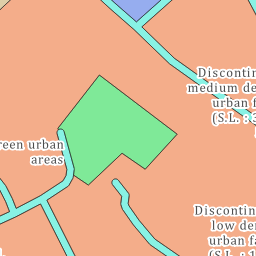 Discontin
medium de
urban f
(S.L. : 3
reen urban
areas
Discontin
low den
urban fa
(S.L. : 1